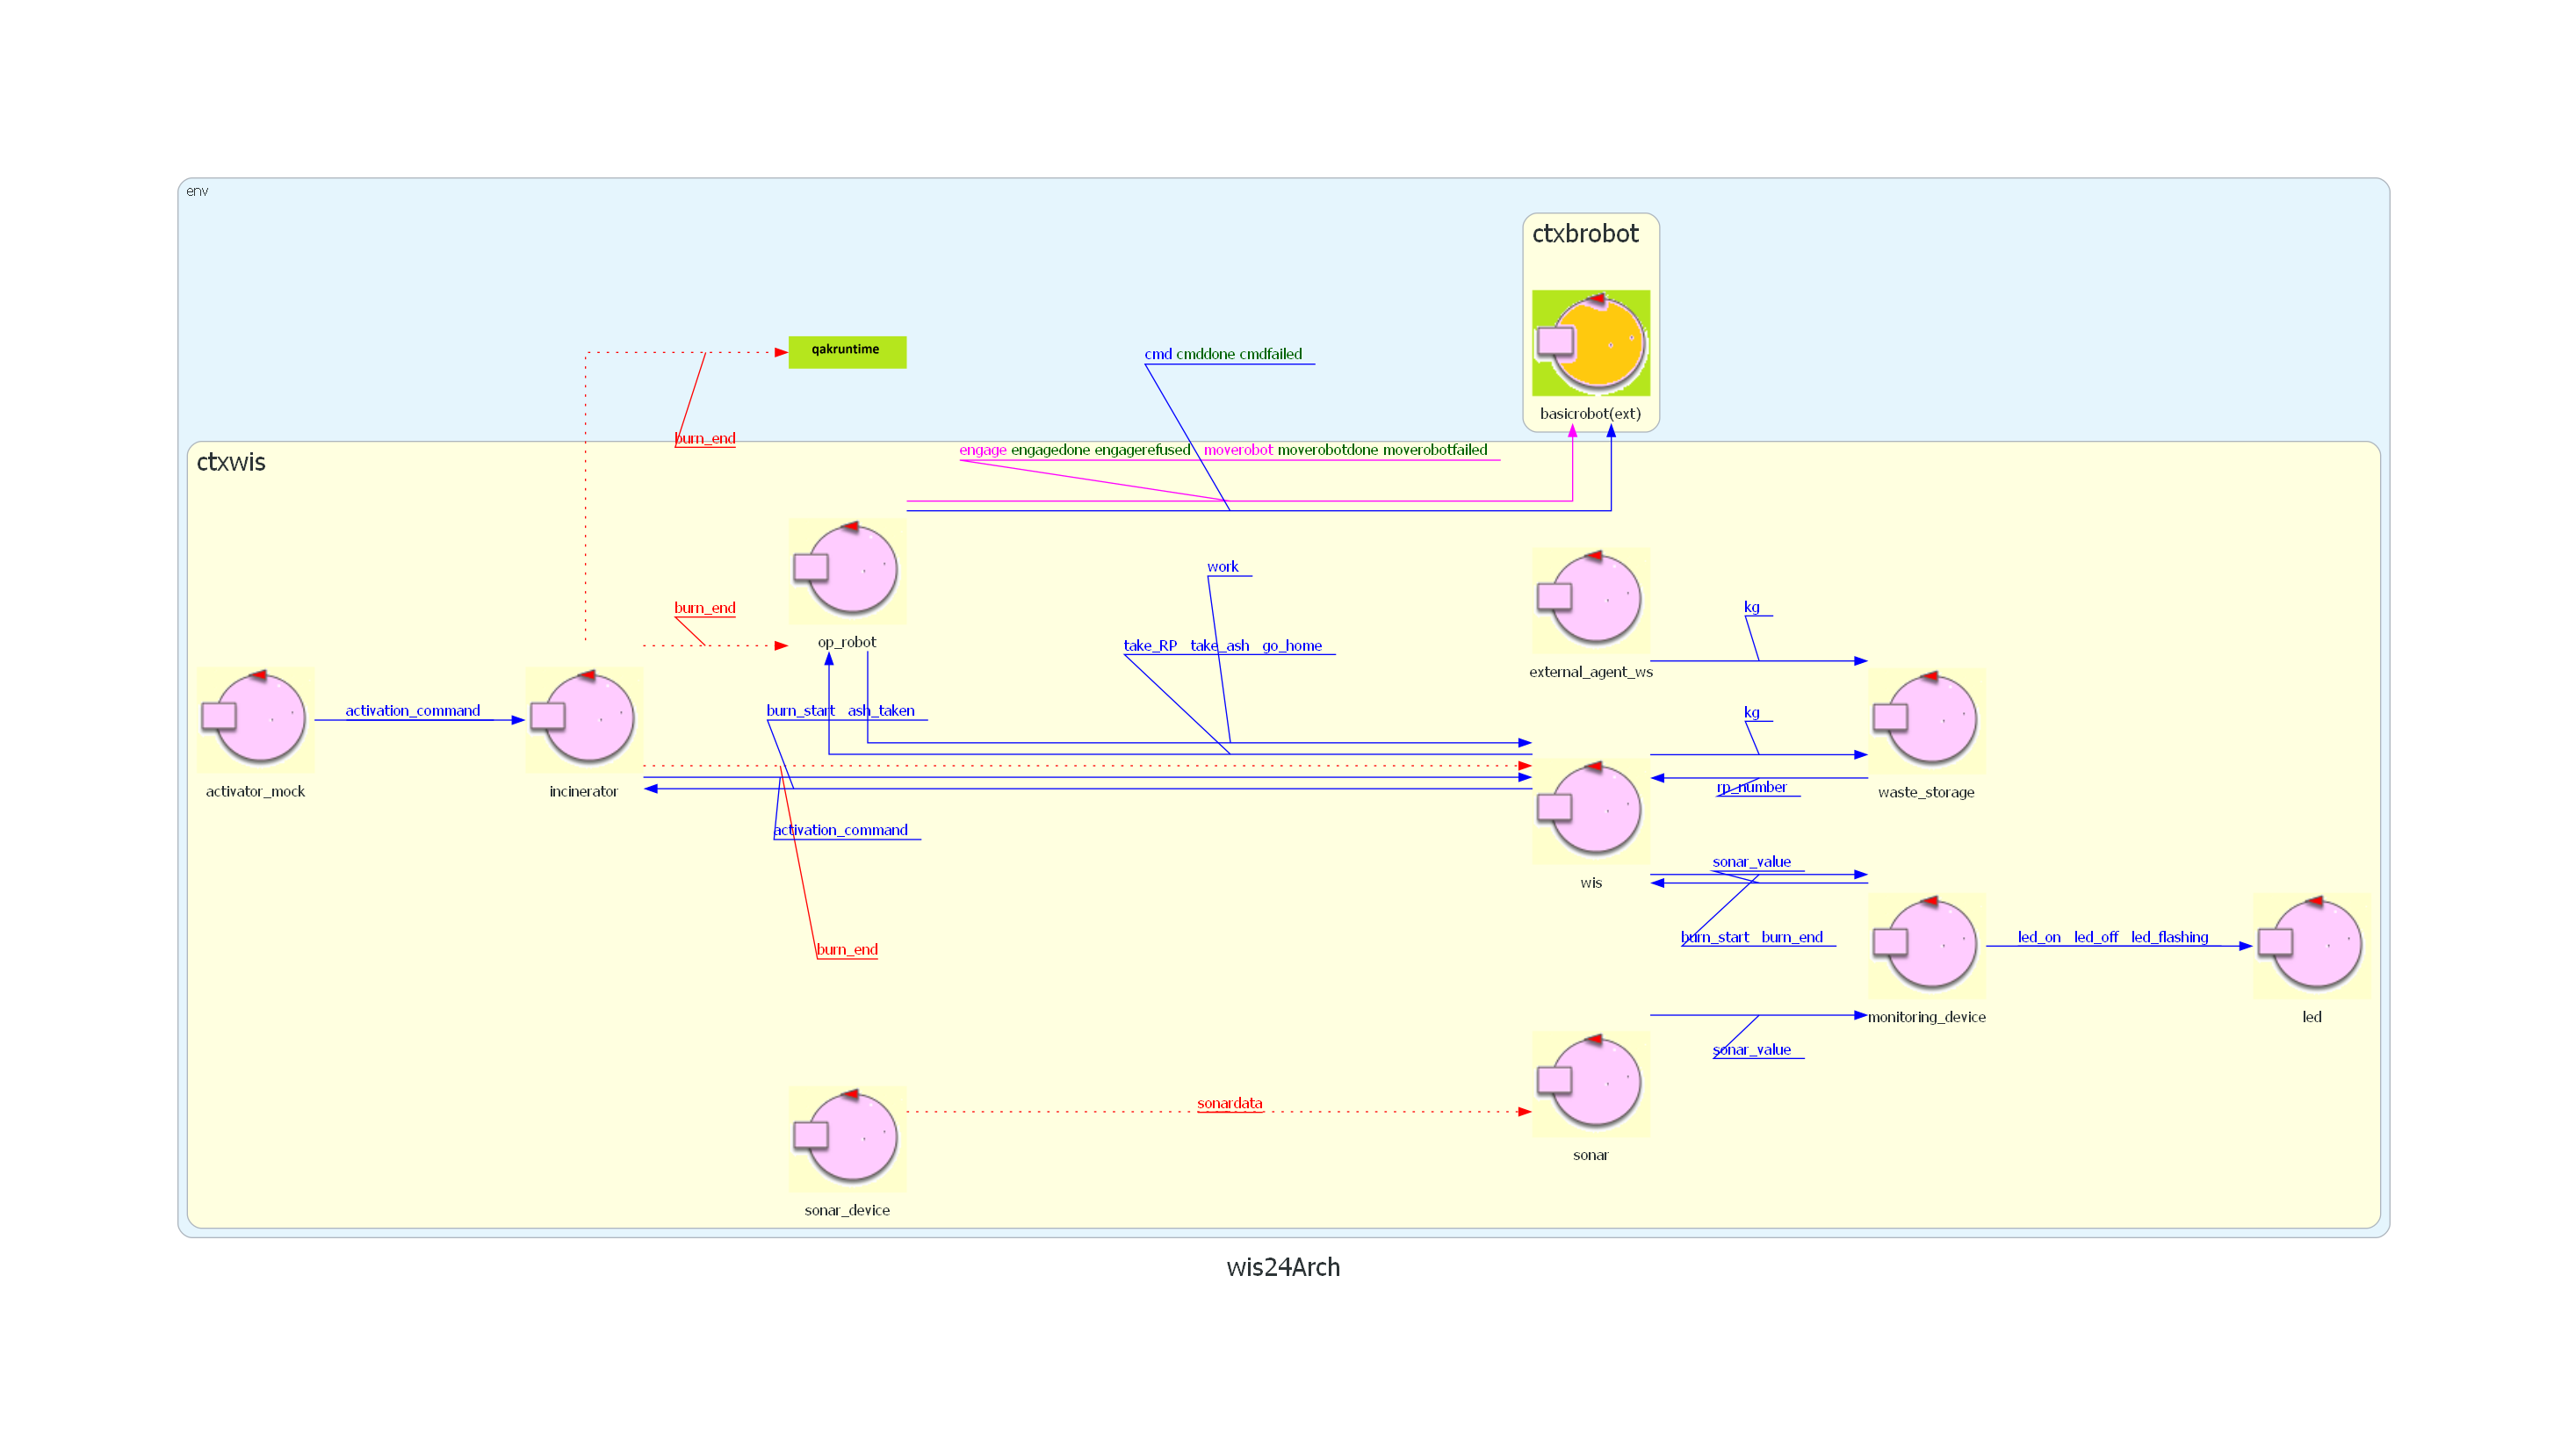 env
ctxbrobot
qakruntime
cmd cmddone cmdfailed
basicrobot(ext)
burn_end
engage engagedone engagerefused moverobot moverobotdone moverobotfailed
ctxwis
work
burn_end
kg
op_robot
take_RP take_ash go_home
external_agent_ws
activation_command
burn_start ash_taken
kg
activator_mock
incinerator
rp_number
waste_storage
activation_command
sonar_value
wis
burn_end
burn_start burn_end
led_on led_off led_flashing
monitoring_device
led
sonar_value
sonardata
sonar
sonar_device
wis24Arch